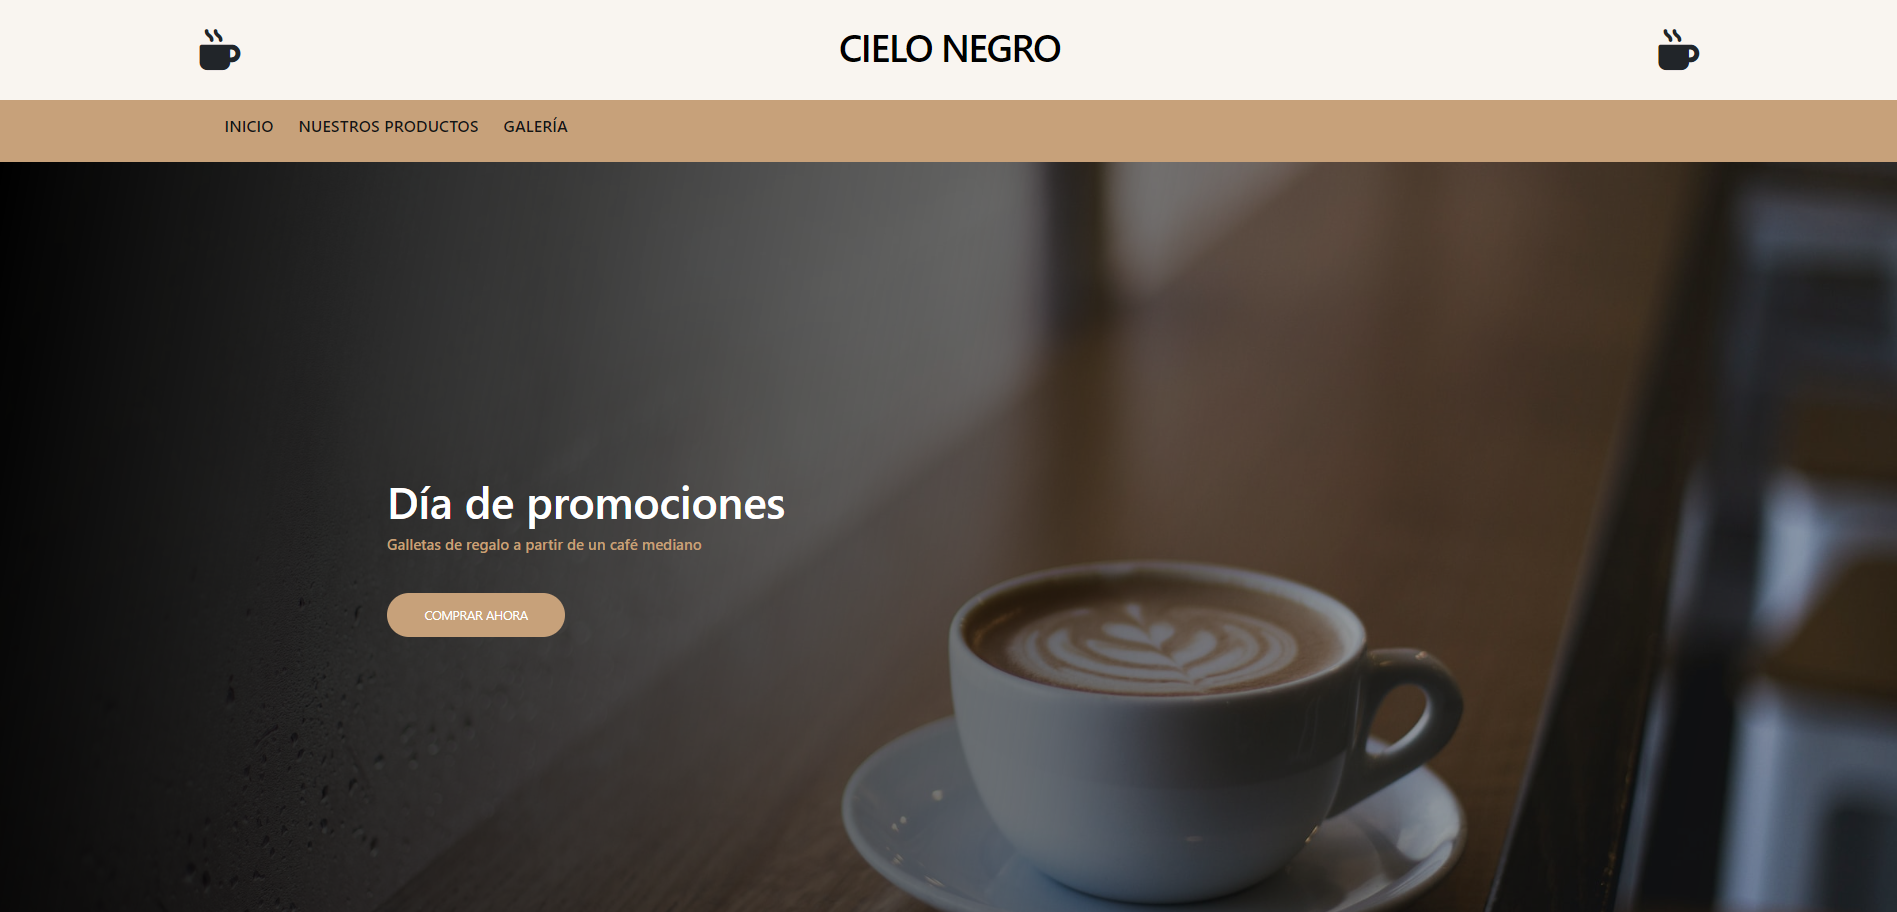 CIELO NEGRO
INICIO NUESTROS PRODUCTOS GALERÍA
Día de promociones
Galletas de regalo a partir de un café mediano
COMPRAR AHORA